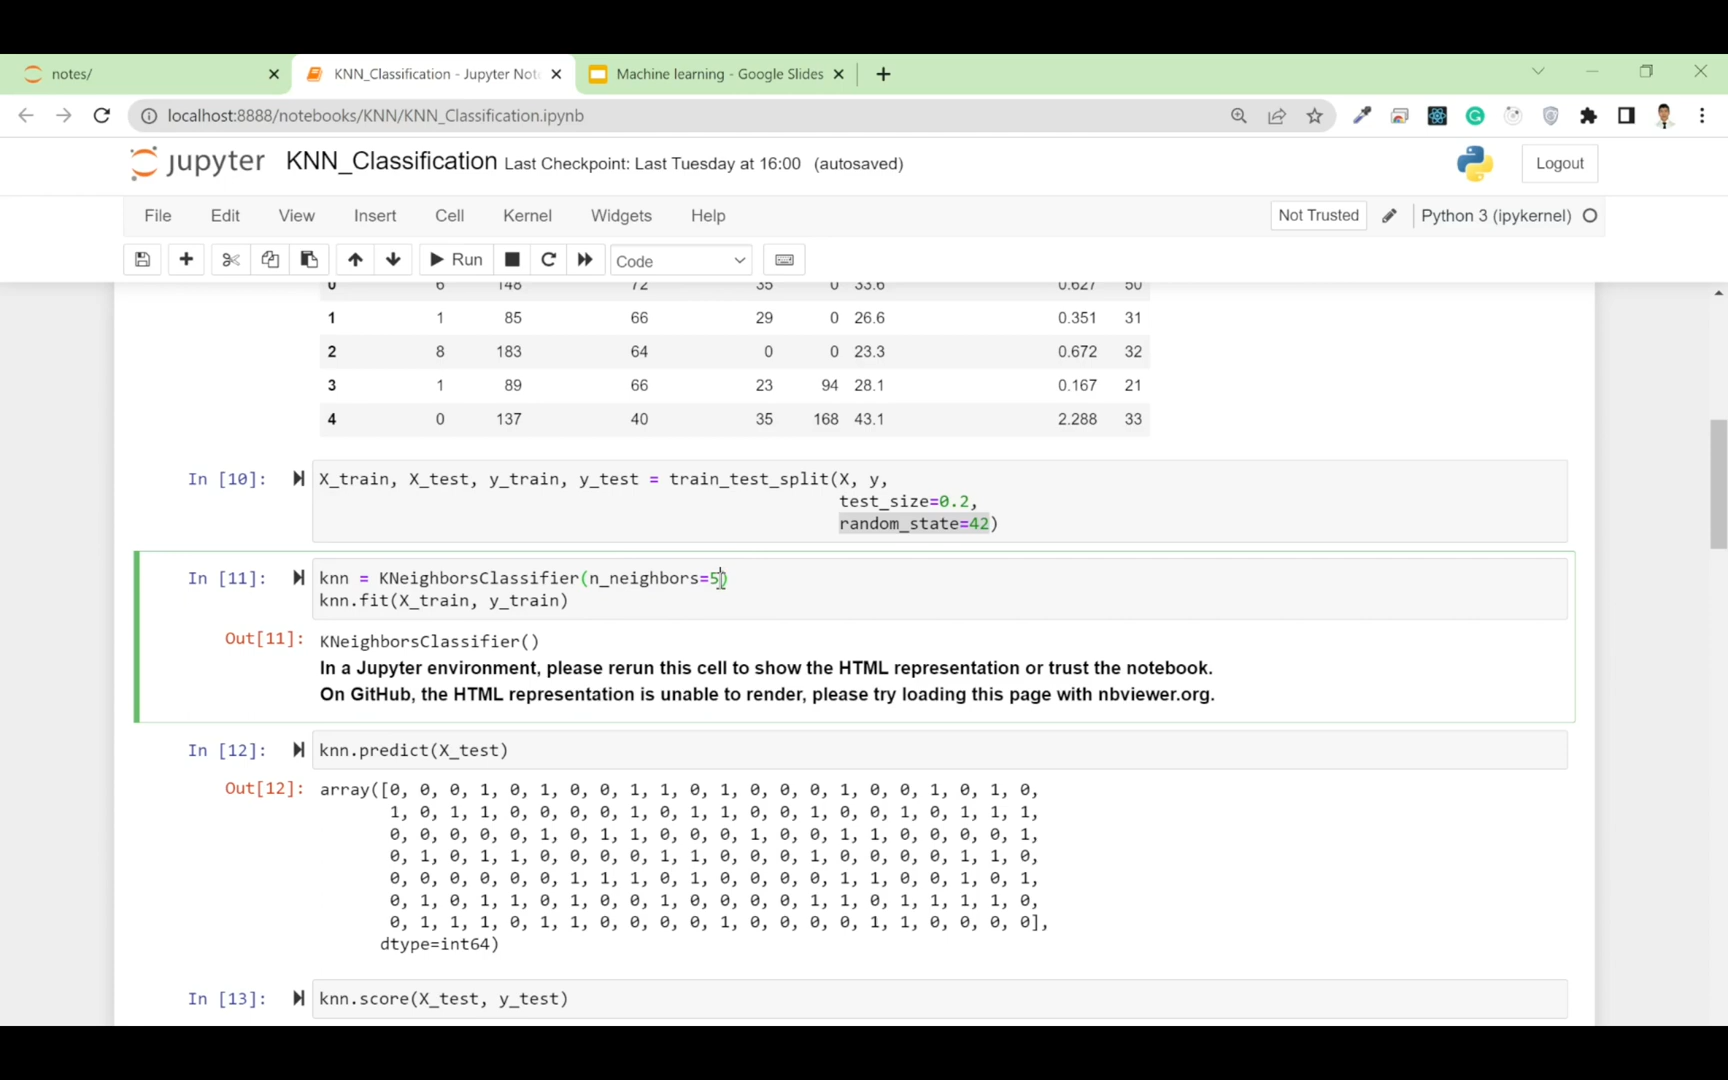 notes/
KNN_Classification - Jupyter Not
Machine learning - Google Slides
localhost:8888/notebooks/KNN/KNN_Classification.ipynb
jupyter KNN_Classification Last Checkpoint: Last Tuesday at 16:00 (autosaved)
Logout
File Edit View Insert Cell Kernel Widgets Help
Not Trusted
Python 3 (ipykernel)
Run
Code
0 6 148 72 35 0 33.6 0.627 50
1 1 85 66 29 0 26.6 0.351 31
2 8 183 64 0 0 23.3 0.672 32
3 1 89 66 23 94 28.1 0.167 21
4 0 137 40 35 168 43.1 2.288 33
In [10]: X_train, X_test, y_train, y_test = train_test_split(X, y,
test_size=0.2,
random_state=42)
In [11]: knn = KNeighborsClassifier(n_neighbors=5)
knn.fit(X_train, y_train)
Out[11]: KNeighborsClassifier()
In a Jupyter environment, please rerun this cell to show the HTML representation or trust the notebook.
On GitHub, the HTML representation is unable to render, please try loading this page with nbviewer.org.
In [12]: knn.predict(X_test)
Out[12]: array([0, 0, 0, 1, 0, 1, 0, 0, 1, 1, 0, 1, 0, 0, 0, 1, 0, 0, 1, 0, 1, 0,
1, 0, 1, 1, 0, 0, 0, 0, 1, 0, 1, 1, 0, 0, 1, 0, 0, 1, 0, 1, 1, 1,
0, 0, 0, 0, 0, 1, 0, 1, 1, 0, 0, 0, 1, 0, 0, 1, 1, 0, 0, 0, 0, 1,
0, 1, 0, 1, 1, 0, 0, 0, 0, 1, 1, 0, 0, 0, 1, 0, 0, 0, 0, 1, 1, 0,
0, 0, 0, 0, 0, 0, 1, 1, 1, 0, 1, 0, 0, 0, 0, 1, 1, 0, 0, 1, 0, 1,
0, 1, 0, 1, 1, 0, 1, 0, 0, 1, 0, 0, 0, 0, 1, 1, 0, 1, 1, 1, 1, 0,
0, 1, 1, 1, 0, 1, 1, 0, 0, 0, 0, 1, 0, 0, 0, 0, 1, 1, 0, 0, 0, 0],
dtype=int64)
In [13]: knn.score(X_test, y_test)